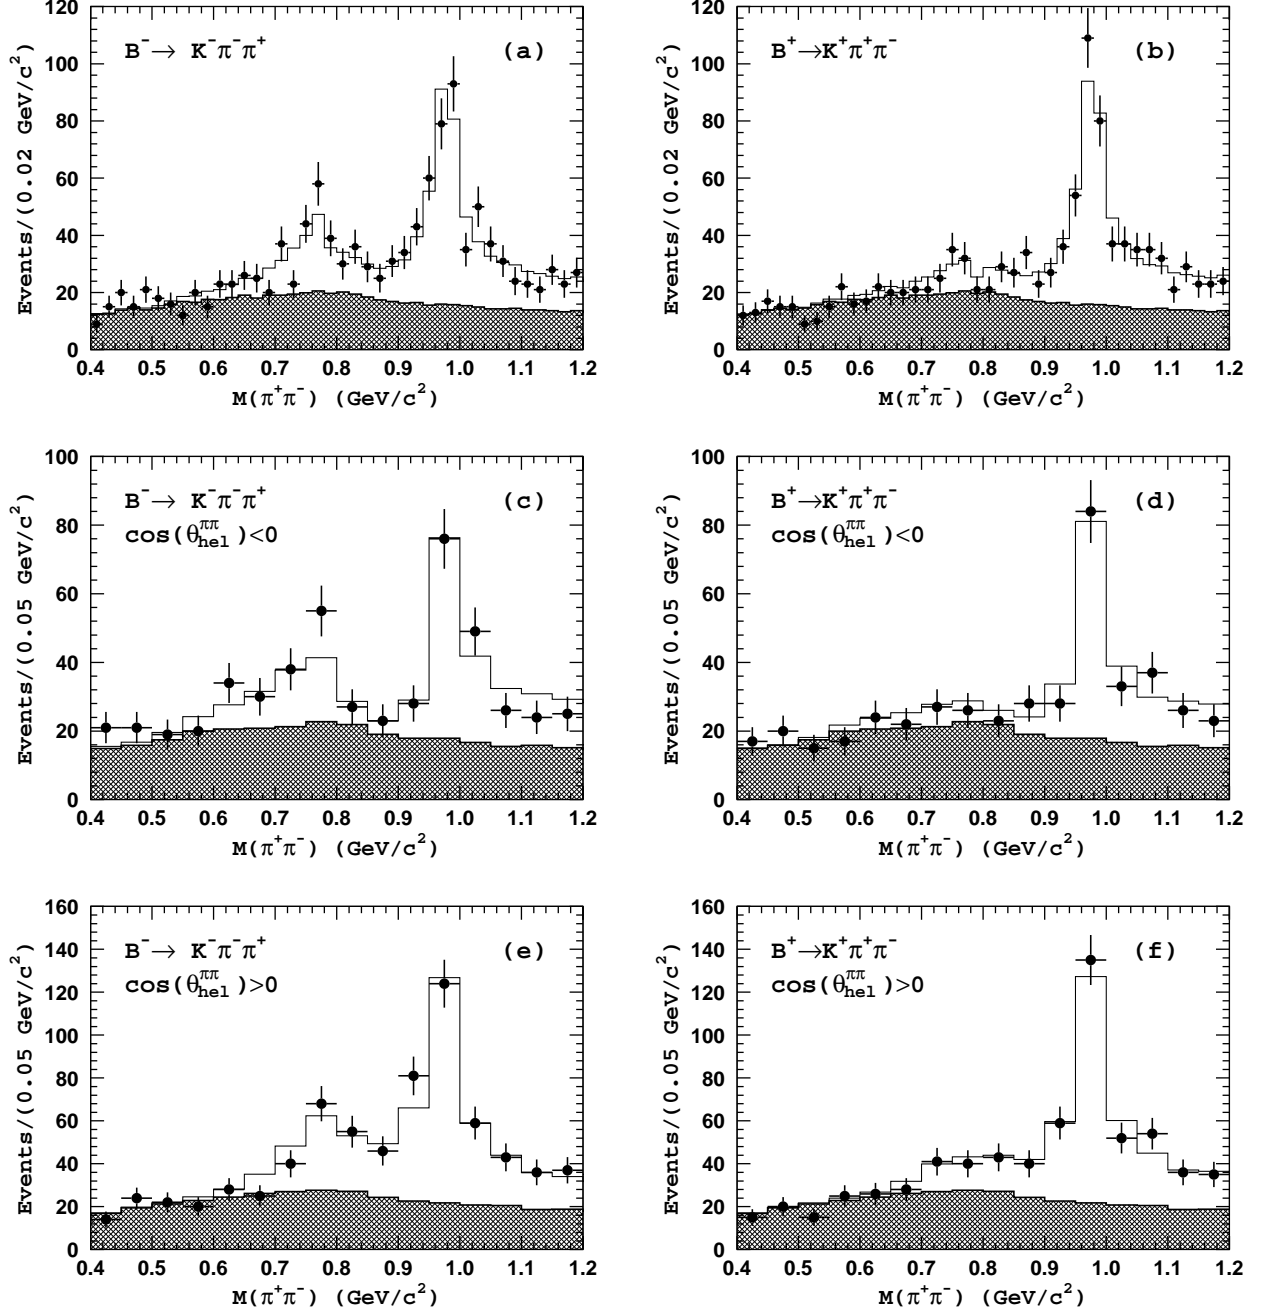 B⁻→ K⁻π⁻π⁺ (a)
Events/(0.02 GeV/c²)
0 20 40 60 80 100 120
0.4 0.5 0.6 0.7 0.8 0.9 1.0 1.1 1.2
M(π⁺π⁻) (GeV/c²)
B⁺→K⁺π⁺π⁻ (b)
Events/(0.02 GeV/c²)
0 20 40 60 80 100 120
0.4 0.5 0.6 0.7 0.8 0.9 1.0 1.1 1.2
M(π⁺π⁻) (GeV/c²)
B⁻→ K⁻π⁻π⁺ (c)
cos(θ_hel^ππ)<0
Events/(0.05 GeV/c²)
0 20 40 60 80 100
0.4 0.5 0.6 0.7 0.8 0.9 1.0 1.1 1.2
M(π⁺π⁻) (GeV/c²)
B⁺→K⁺π⁺π⁻ (d)
cos(θ_hel^ππ)<0
Events/(0.05 GeV/c²)
0 20 40 60 80 100
0.4 0.5 0.6 0.7 0.8 0.9 1.0 1.1 1.2
M(π⁺π⁻) (GeV/c²)
B⁻→ K⁻π⁻π⁺ (e)
cos(θ_hel^ππ)>0
Events/(0.05 GeV/c²)
0 20 40 60 80 100 120 140 160
0.4 0.5 0.6 0.7 0.8 0.9 1.0 1.1 1.2
M(π⁺π⁻) (GeV/c²)
B⁺→K⁺π⁺π⁻ (f)
cos(θ_hel^ππ)>0
Events/(0.05 GeV/c²)
0 20 40 60 80 100 120 140 160
0.4 0.5 0.6 0.7 0.8 0.9 1.0 1.1 1.2
M(π⁺π⁻) (GeV/c²)